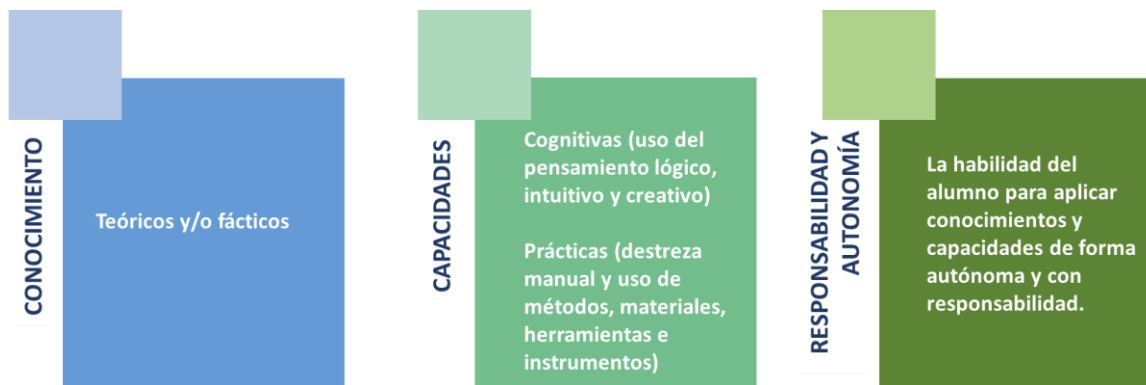 CONOCIMIENTO
Teóricos y/o fácticos
CAPACIDADES
Cognitivas (uso del
pensamiento lógico,
intuitivo y creativo)
Prácticas (destreza
manual y uso de
métodos, materiales,
herramientas e
instrumentos)
RESPONSABILIDAD Y
AUTONOMÍA
La habilidad del
alumno para aplicar
conocimientos y
capacidades de forma
autónoma y con
responsabilidad.